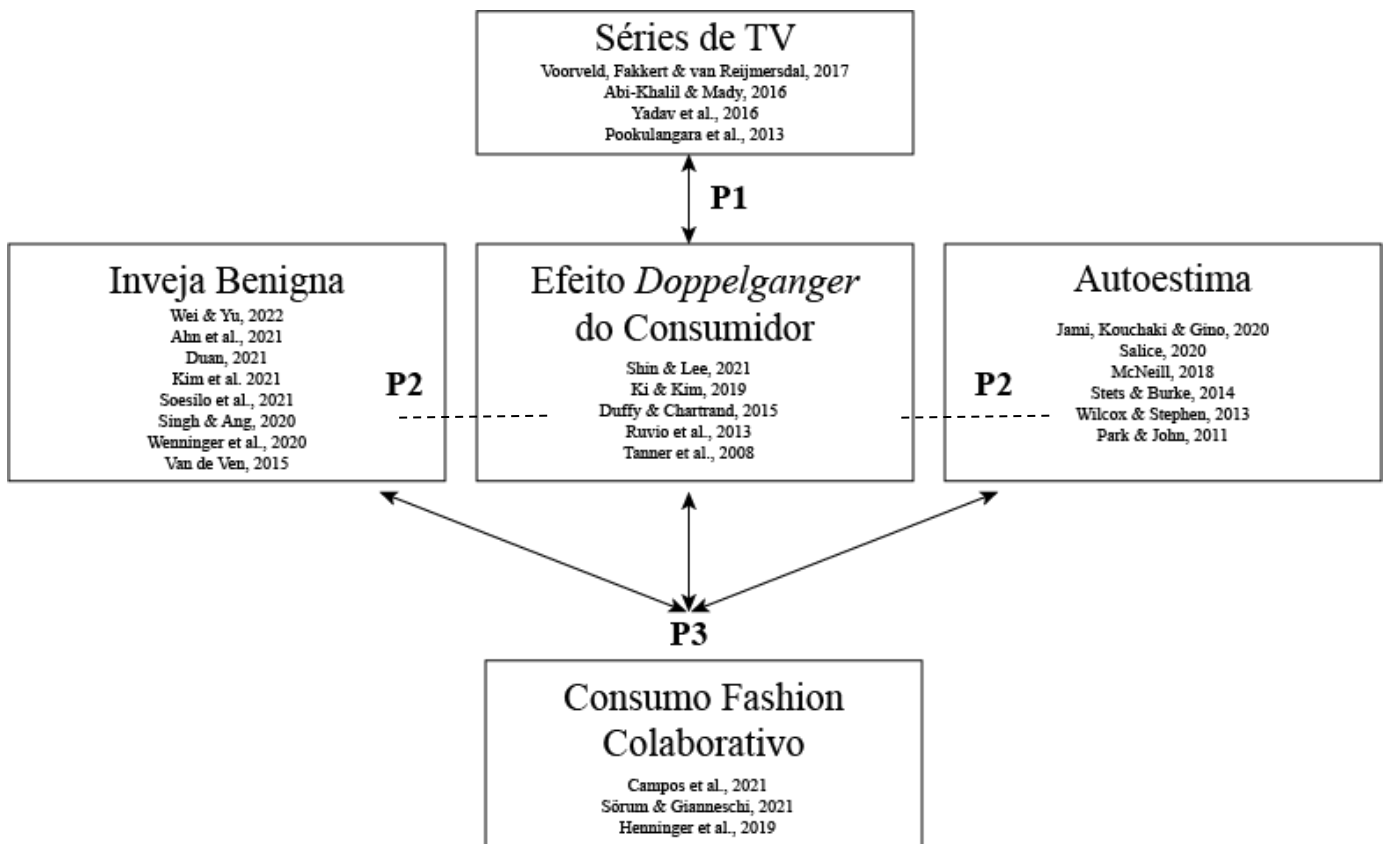 Séries de TV
Voorveld, Fakkert & van Reijmersdal, 2017
Abi-Khalil & Mady, 2016
Yadav et al., 2016
Pookulangara et al., 2013
P1
Inveja Benigna
Wei & Yu, 2022
Ahn et al., 2021
Duan, 2021
Kim et al. 2021
Soesilo et al., 2021
Singh & Ang, 2020
Wenninger et al., 2020
Van de Ven, 2015
P2
Efeito Doppelganger
do Consumidor
Shin & Lee, 2021
Ki & Kim, 2019
Duffy & Chartrand, 2015
Ruvio et al., 2013
Tanner et al., 2008
P2
Autoestima
Jami, Kouchaki & Gino, 2020
Salice, 2020
McNeill, 2018
Stets & Burke, 2014
Wilcox & Stephen, 2013
Park & John, 2011
P3
Consumo Fashion
Colaborativo
Campos et al., 2021
Sörum & Gianneschi, 2021
Henninger et al., 2019